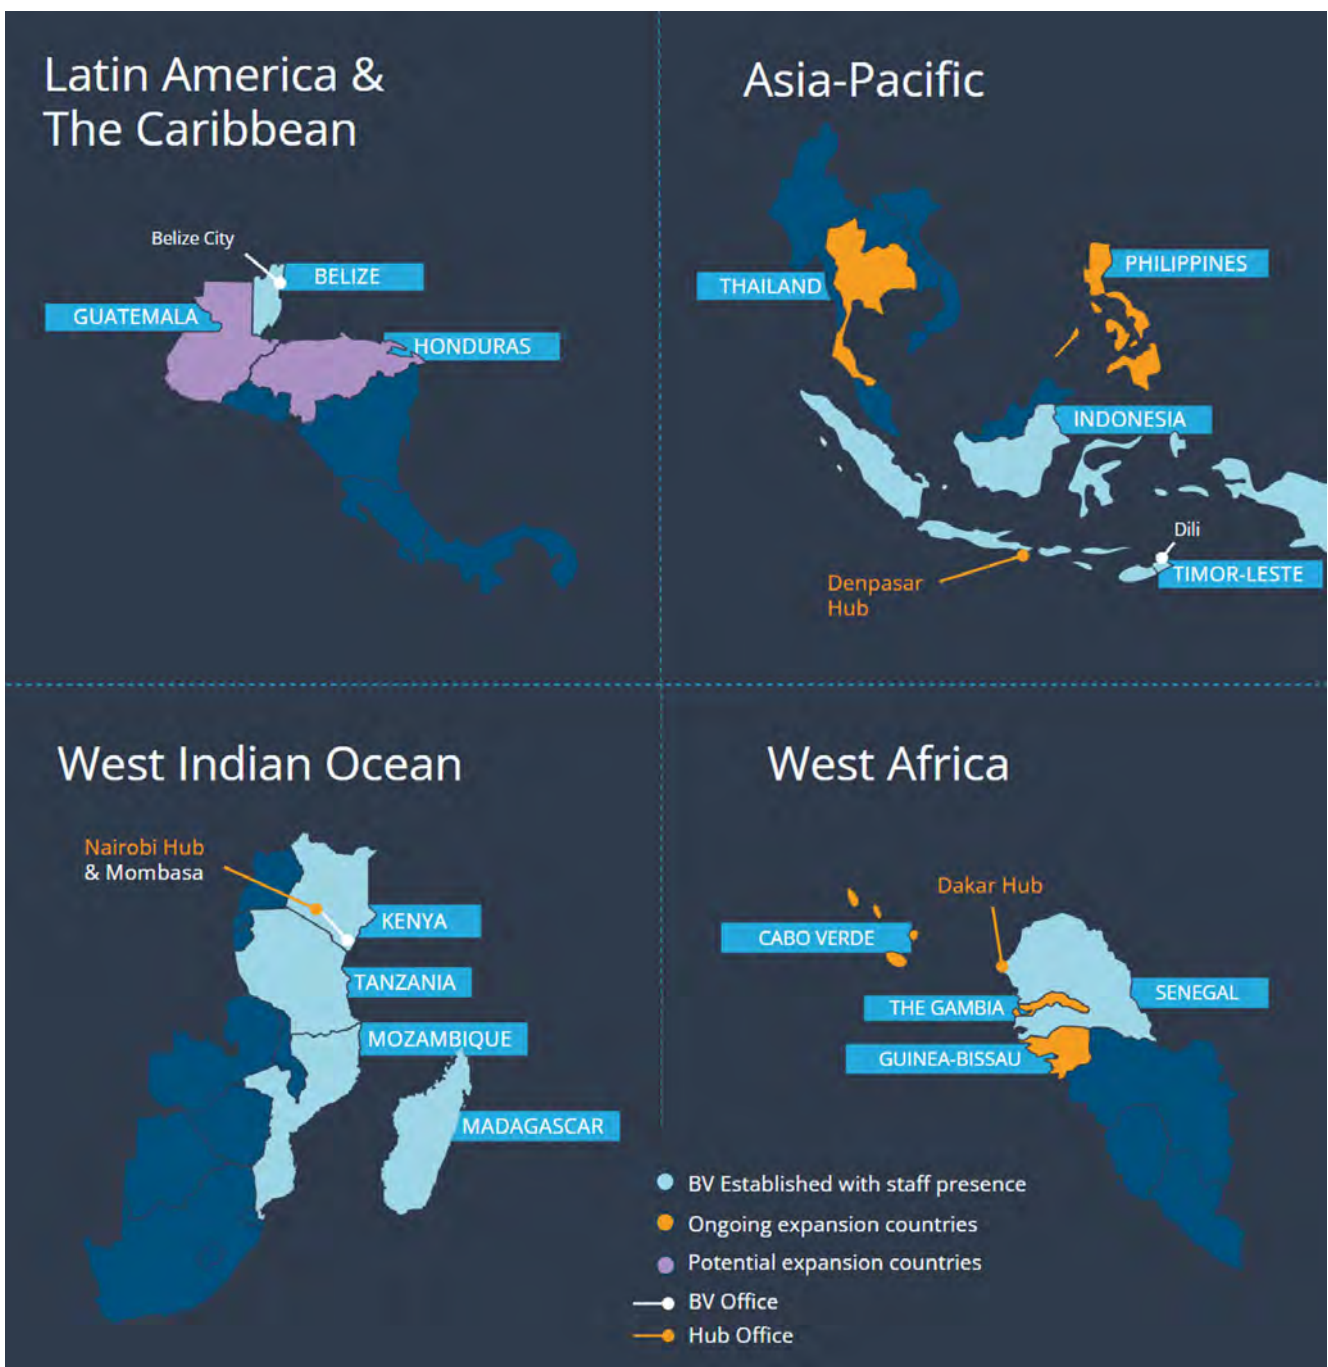 Latin America &
The Caribbean
Belize City
BELIZE
GUATEMALA
HONDURAS
Asia-Pacific
PHILIPPINES
THAILAND
INDONESIA
Dili
TIMOR-LESTE
Denpasar
Hub
West Indian Ocean
Nairobi Hub
& Mombasa
KENYA
TANZANIA
MOZAMBIQUE
MADAGASCAR
West Africa
Dakar Hub
CABO VERDE
SENEGAL
THE GAMBIA
GUINEA-BISSAU
BV Established with staff presence
Ongoing expansion countries
Potential expansion countries
BV Office
Hub Office